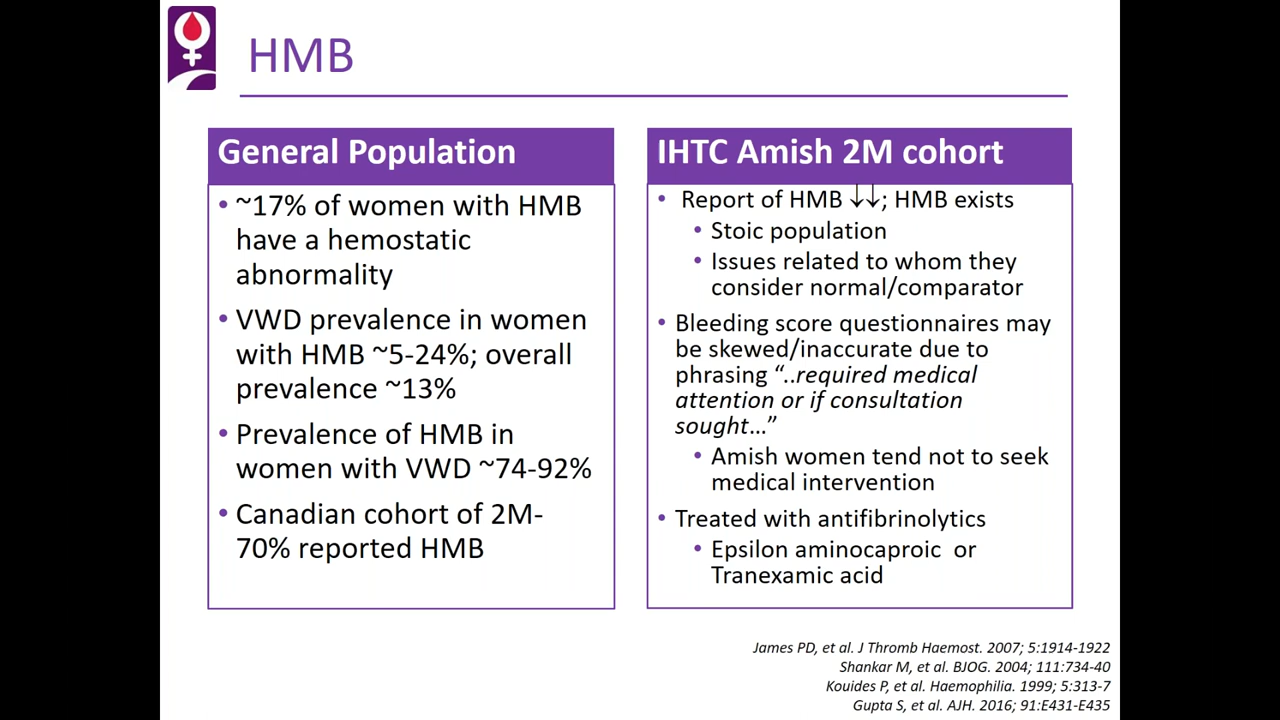 HMB
General Population
• ~17% of women with HMB
have a hemostatic
abnormality
• VWD prevalence in women
with HMB ~5-24%; overall
prevalence ~13%
• Prevalence of HMB in
women with VWD ~74-92%
• Canadian cohort of 2M-
70% reported HMB
IHTC Amish 2M cohort
• Report of HMB ↓↓; HMB exists
• Stoic population
• Issues related to whom they
consider normal/comparator
• Bleeding score questionnaires may
be skewed/inaccurate due to
phrasing “..required medical
attention or if consultation
sought…”
• Amish women tend not to seek
medical intervention
• Treated with antifibrinolytics
• Epsilon aminocaproic or
Tranexamic acid
James PD, et al. J Thromb Haemost. 2007; 5:1914-1922
Shankar M, et al. BJOG. 2004; 111:734-40
Kouides P, et al. Haemophilia. 1999; 5:313-7
Gupta S, et al. AJH. 2016; 91:E431-E435